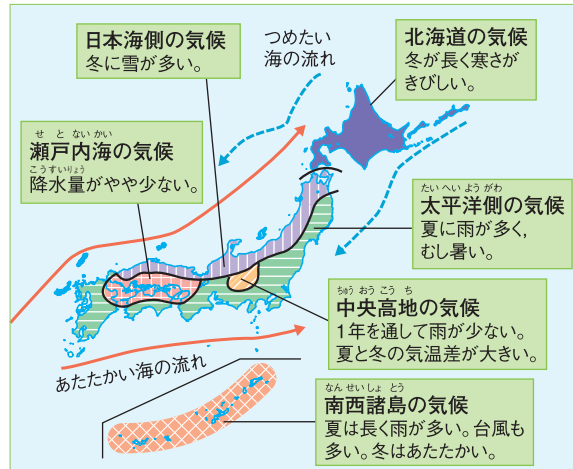 日本海側の気候
冬に雪が多い。
つめたい
海の流れ
北海道の気候
冬が長く寒さが
きびしい。
せとないかい
瀬戸内海の気候
こうすいりょう
降水量がやや少ない。
たいへいようがわ
太平洋側の気候
夏に雨が多く,
むし暑い。
ちゅうおうこうち
中央高地の気候
1年を通して雨が少ない。
夏と冬の気温差が大きい。
あたたかい海の流れ
なんせいしょとう
南西諸島の気候
夏は長く雨が多い。台風も
多い。冬はあたたかい。